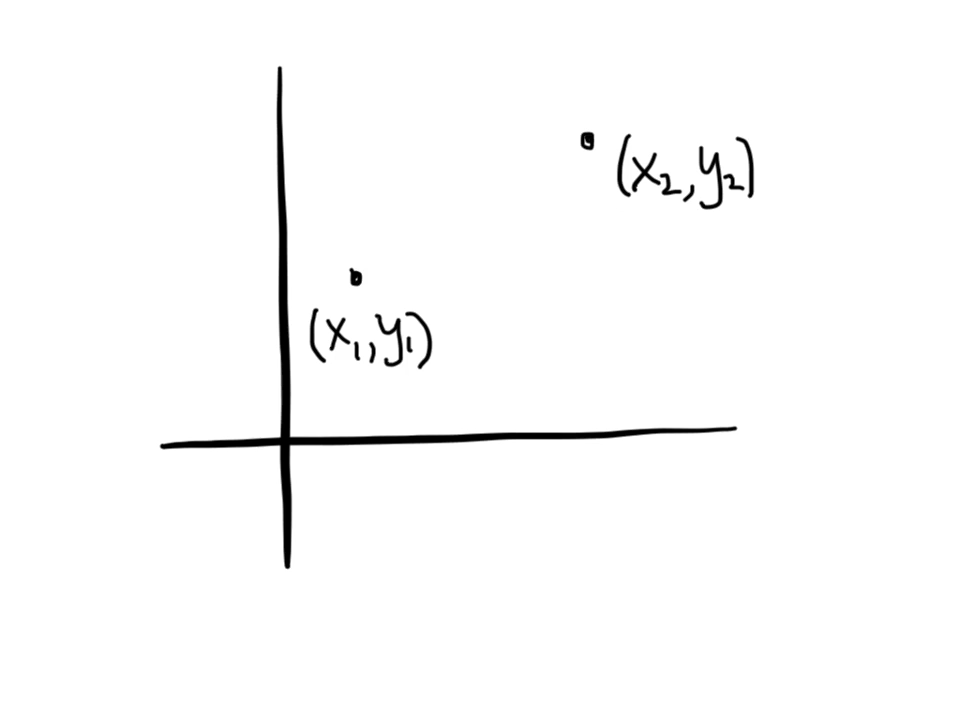 (x₂, y₂)
(x₁, y₁)